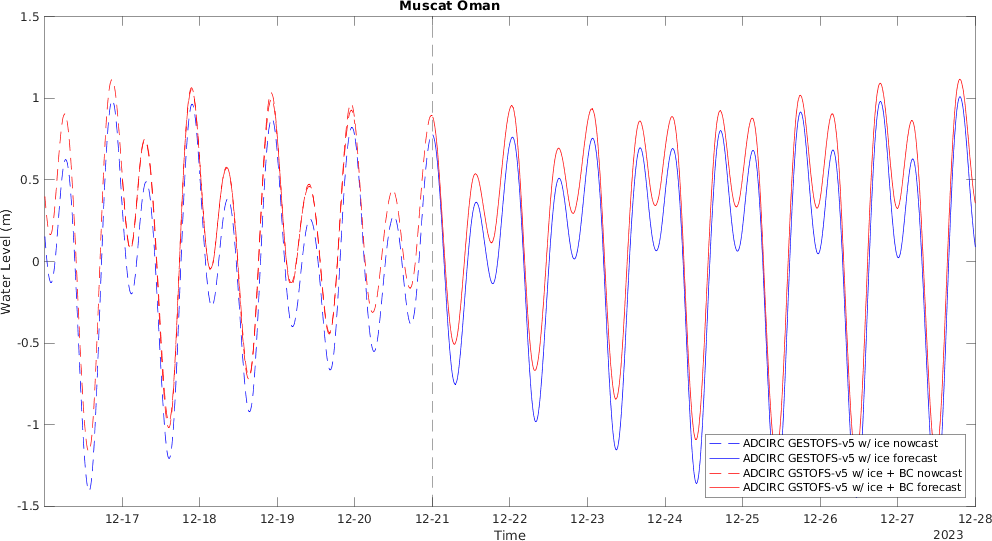 Muscat Oman
1.5
1
0.5
0
-0.5
-1
-1.5
Water Level (m)
ADCIRC GESTOFS-v5 w/ ice nowcast
ADCIRC GESTOFS-v5 w/ ice forecast
ADCIRC GSTOFS-v5 w/ ice + BC nowcast
ADCIRC GSTOFS-v5 w/ ice + BC forecast
12-17 12-18 12-19 12-20 12-21 12-22 12-23 12-24 12-25 12-26 12-27 12-28
Time
2023